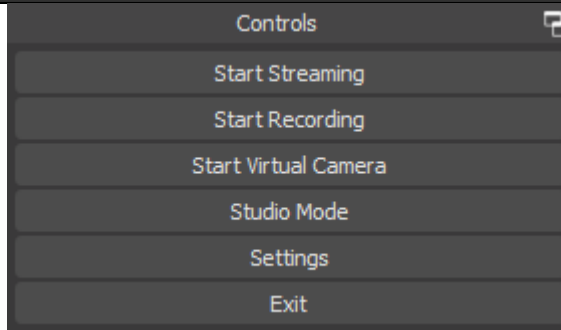 Controls
Start Streaming
Start Recording
Start Virtual Camera
Studio Mode
Settings
Exit